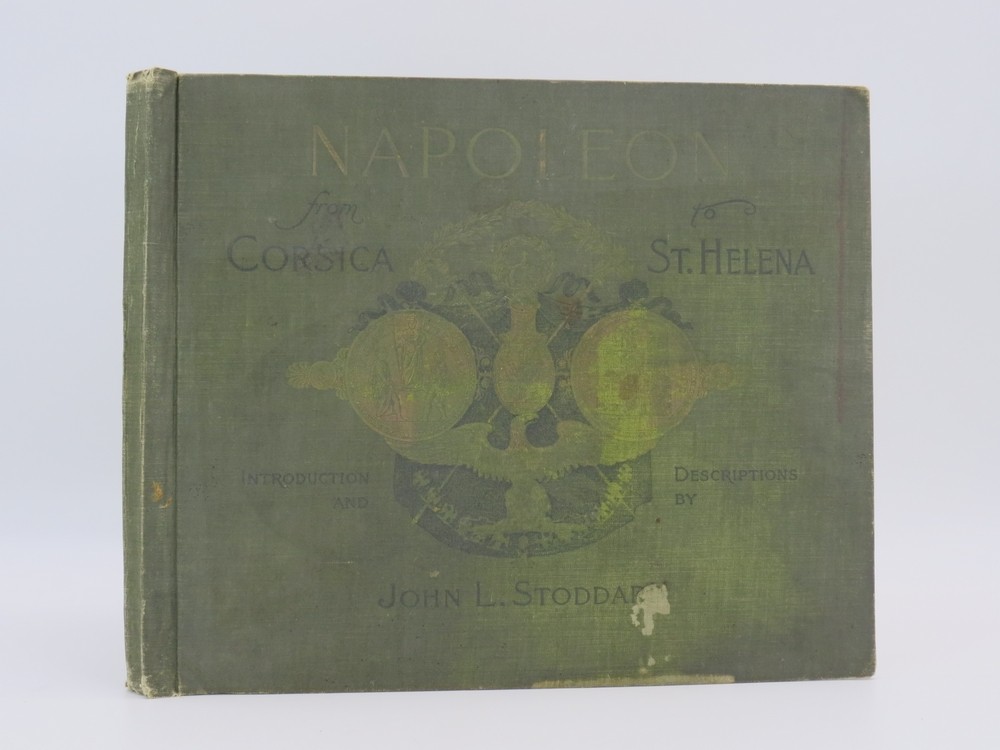 NAPOLEON
from to
CORSICA ST. HELENA
INTRODUCTION DESCRIPTIONS
AND BY
JOHN L. STODDARD